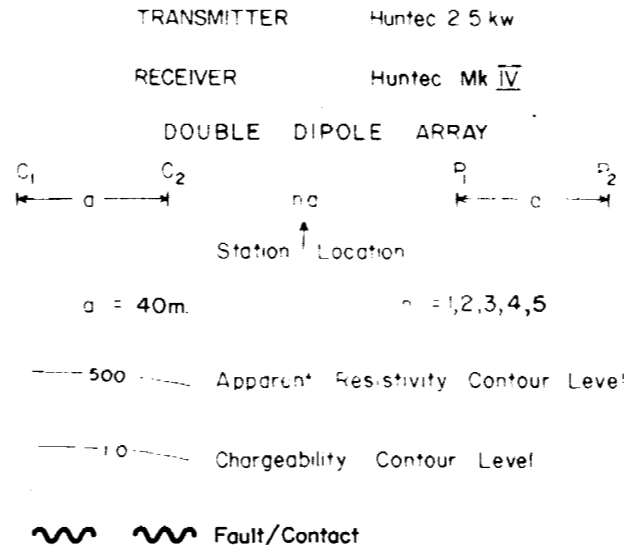 TRANSMITTER Huntec 2.5 kw
RECEIVER Huntec Mk IV
DOUBLE DIPOLE ARRAY
C1 C2 P1 P2
a na a
Station Location
a = 40m. n = 1,2,3,4,5
500 Apparent Resistivity Contour Level
10 Chargeability Contour Level
Fault/Contact